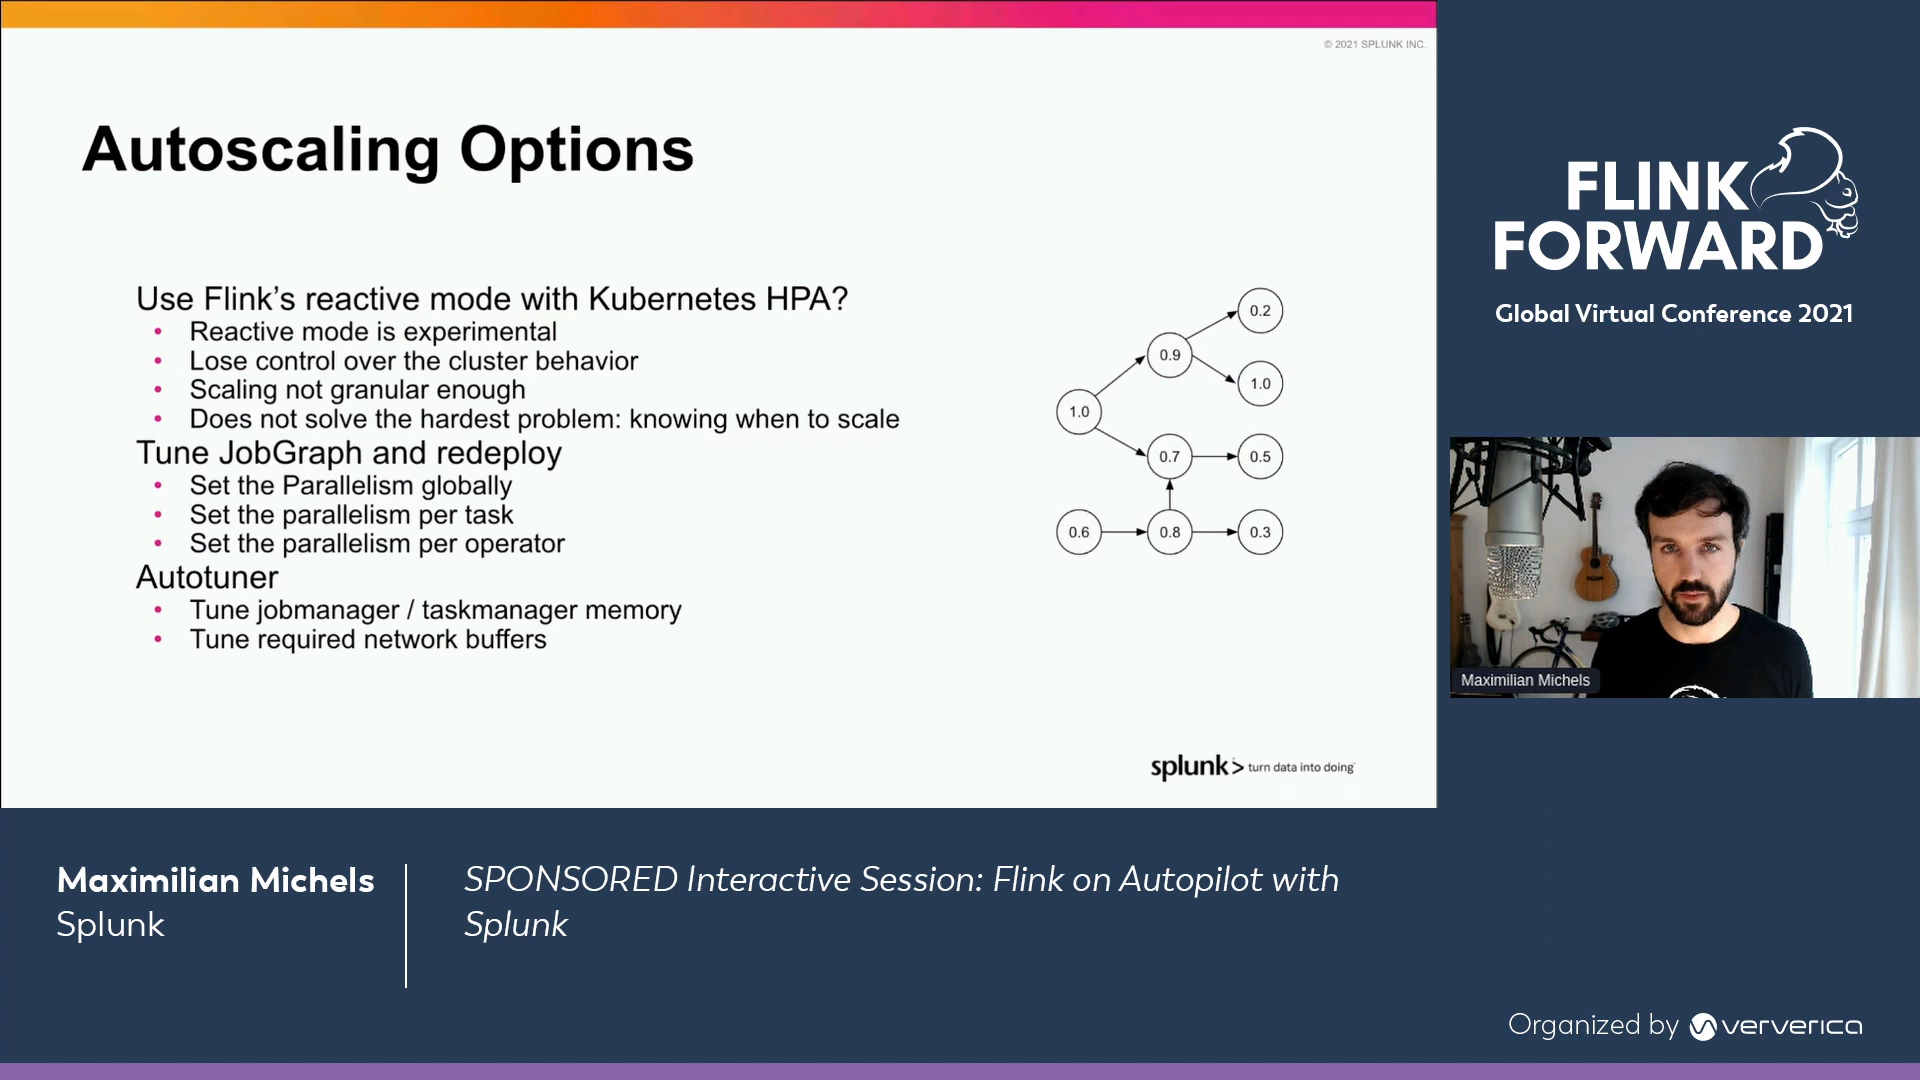 © 2021 SPLUNK INC.
Autoscaling Options
Use Flink’s reactive mode with Kubernetes HPA?
• Reactive mode is experimental
• Lose control over the cluster behavior
• Scaling not granular enough
• Does not solve the hardest problem: knowing when to scale
Tune JobGraph and redeploy
• Set the Parallelism globally
• Set the parallelism per task
• Set the parallelism per operator
Autotuner
• Tune jobmanager / taskmanager memory
• Tune required network buffers
0.2
0.9
1.0
1.0
0.7
0.5
0.6
0.8
0.3
splunk> turn data into doing
FLINK
FORWARD
Global Virtual Conference 2021
Maximilian Michels
Maximilian Michels
Splunk
SPONSORED Interactive Session: Flink on Autopilot with
Splunk
Organized by ververica